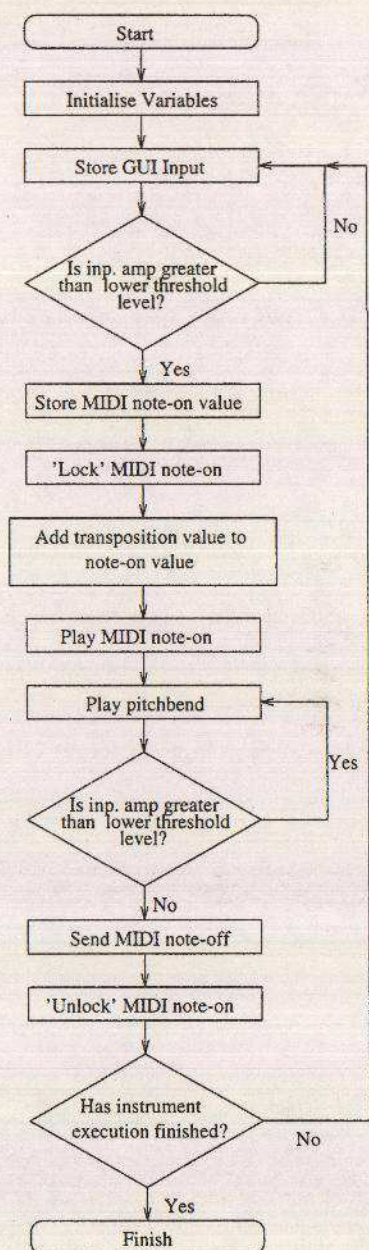 Start
Initialise Variables
Store GUI Input
No
Is inp. amp greater
than lower threshold
level?
Yes
Store MIDI note-on value
'Lock' MIDI note-on
Add transposition value to
note-on value
Play MIDI note-on
Play pitchbend
Yes
Is inp. amp greater
than lower threshold
level?
No
Send MIDI note-off
'Unlock' MIDI note-on
Has instrument
execution finished?
No
Yes
Finish